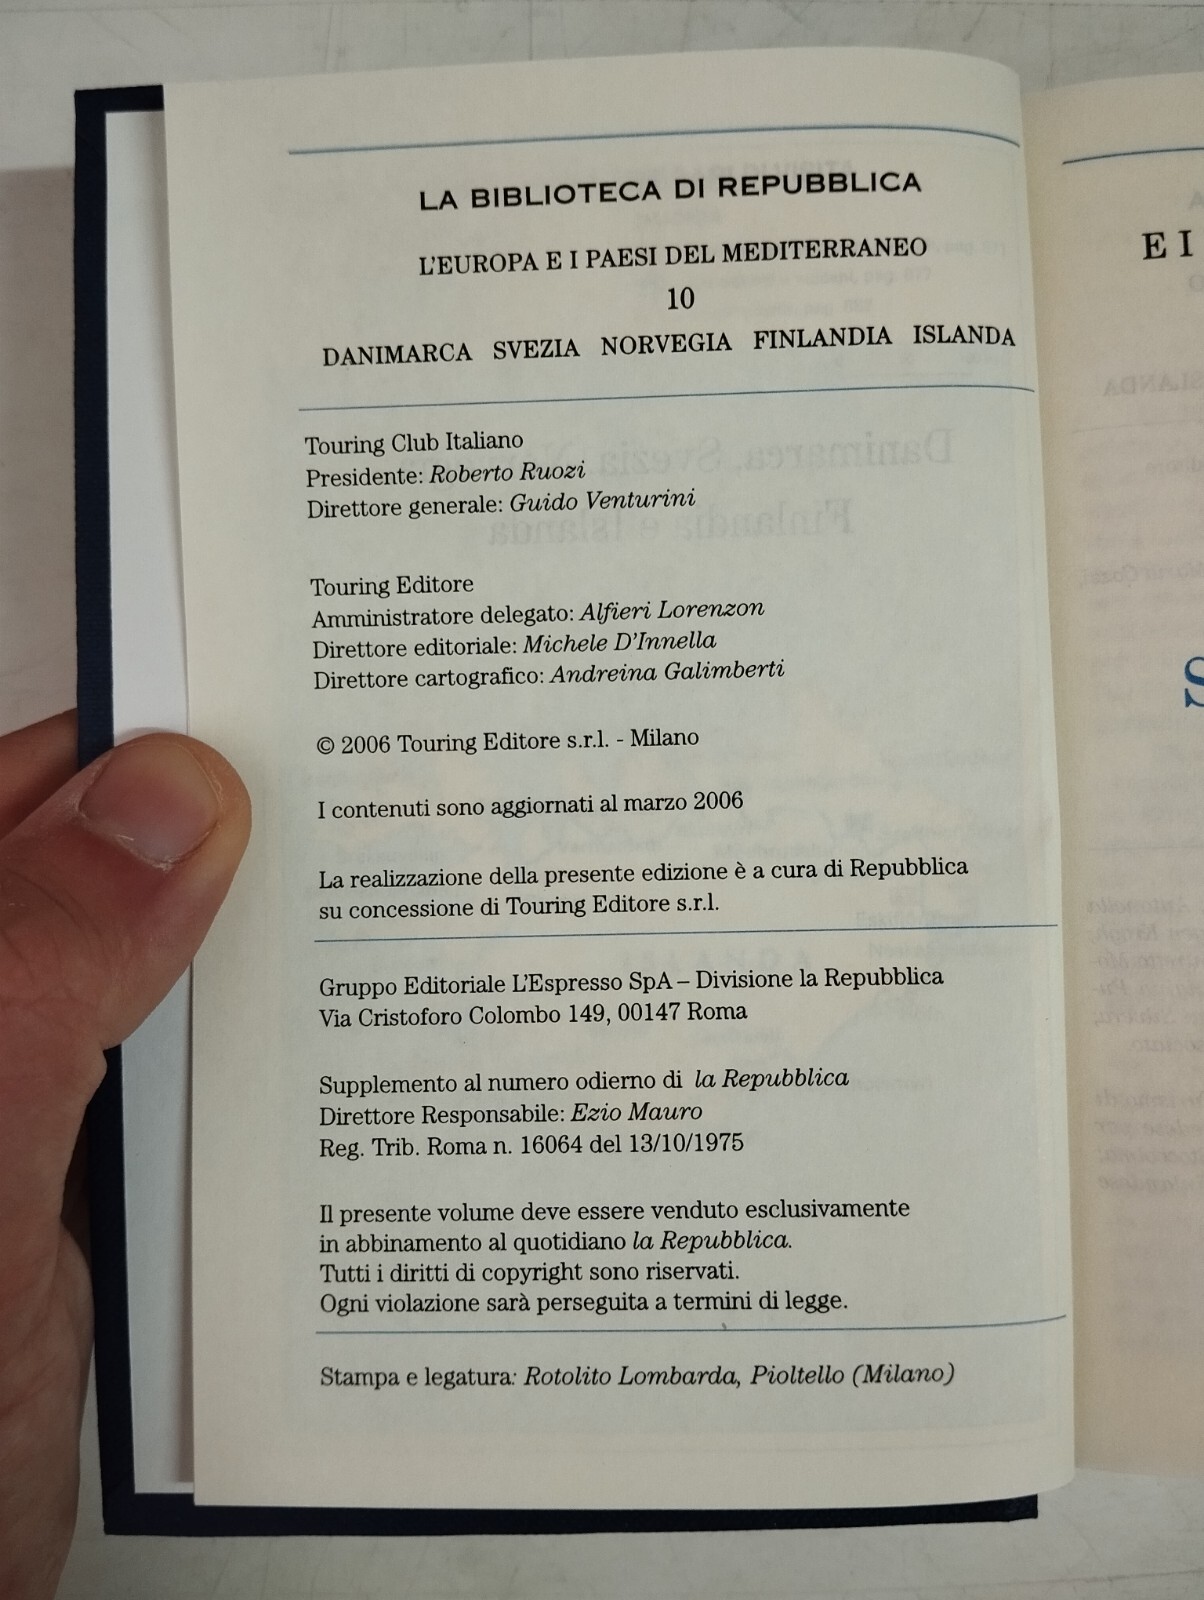 LA BIBLIOTECA DI REPUBBLICA
L'EUROPA E I PAESI DEL MEDITERRANEO
10
DANIMARCA SVEZIA NORVEGIA FINLANDIA ISLANDA
Touring Club Italiano
Presidente: Roberto Ruozi
Direttore generale: Guido Venturini
Touring Editore
Amministratore delegato: Alfieri Lorenzon
Direttore editoriale: Michele D'Innella
Direttore cartografico: Andreina Galimberti
© 2006 Touring Editore s.r.l. - Milano
I contenuti sono aggiornati al marzo 2006
La realizzazione della presente edizione è a cura di Repubblica
su concessione di Touring Editore s.r.l.
Gruppo Editoriale L'Espresso SpA – Divisione la Repubblica
Via Cristoforo Colombo 149, 00147 Roma
Supplemento al numero odierno di la Repubblica
Direttore Responsabile: Ezio Mauro
Reg. Trib. Roma n. 16064 del 13/10/1975
Il presente volume deve essere venduto esclusivamente
in abbinamento al quotidiano la Repubblica.
Tutti i diritti di copyright sono riservati.
Ogni violazione sarà perseguita a termini di legge.
Stampa e legatura: Rotolito Lombarda, Pioltello (Milano)
E I
S